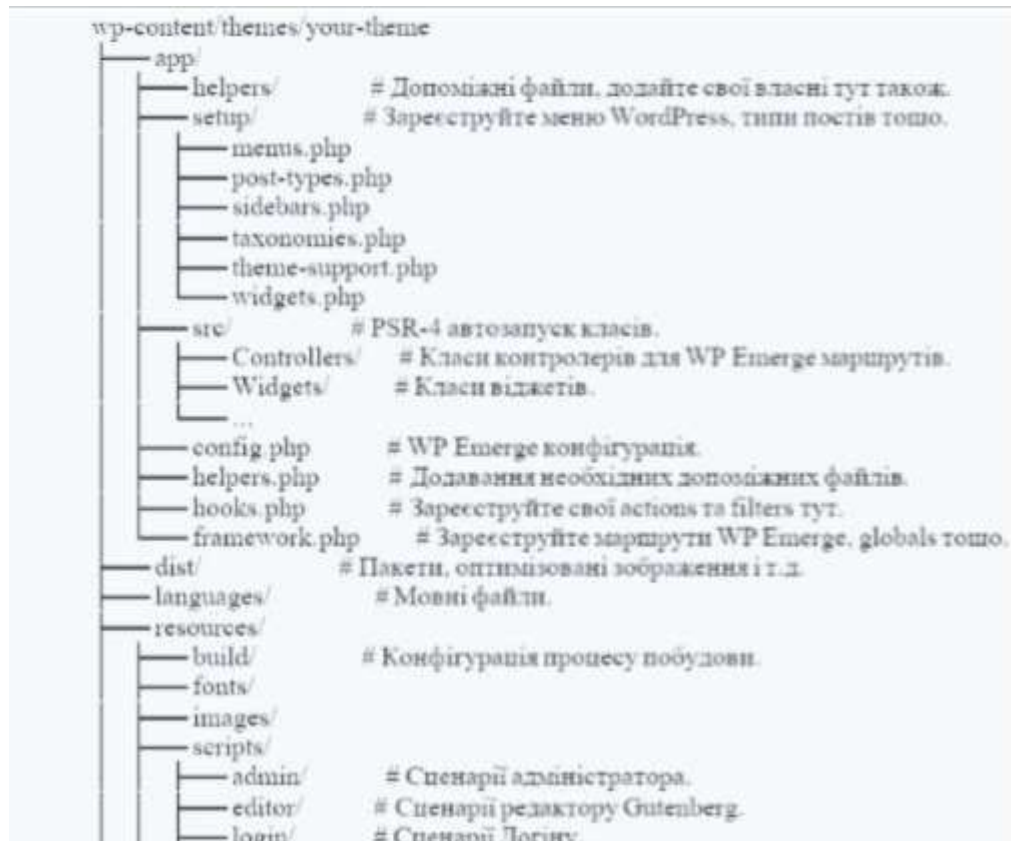 wp-content/themes/your-theme
├── app/
│ ├── helpers/ # Допоміжні файли, додайте свої власні тут також.
│ ├── setup/ # Зареєструйте меню WordPress, типи постів тощо.
│ │ ├── menus.php
│ │ ├── post-types.php
│ │ ├── sidebars.php
│ │ ├── taxonomies.php
│ │ ├── theme-support.php
│ │ └── widgets.php
│ ├── src/ # PSR-4 автозапуск класів.
│ │ ├── Controllers/ # Класи контролерів для WP Emerge маршрутів.
│ │ ├── Widgets/ # Класи віджетів.
│ │ └── ...
│ ├── config.php # WP Emerge конфігурація.
│ ├── helpers.php # Додавання необхідних допоміжних файлів.
│ ├── hooks.php # Зареєструйте свої actions та filters тут.
│ └── framework.php # Зареєструйте маршрути WP Emerge, globals тощо.
├── dist/ # Пакети, оптимізовані зображення і т.д.
├── languages/ # Мовні файли.
├── resources/
│ ├── build/ # Конфігурація процесу побудови.
│ ├── fonts/
│ ├── images/
│ ├── scripts/
│ │ ├── admin/ # Сценарії адміністратора.
│ │ ├── editor/ # Сценарії редактору Gutenberg.
│ │ ├── login/ # Сценарії Логіну.